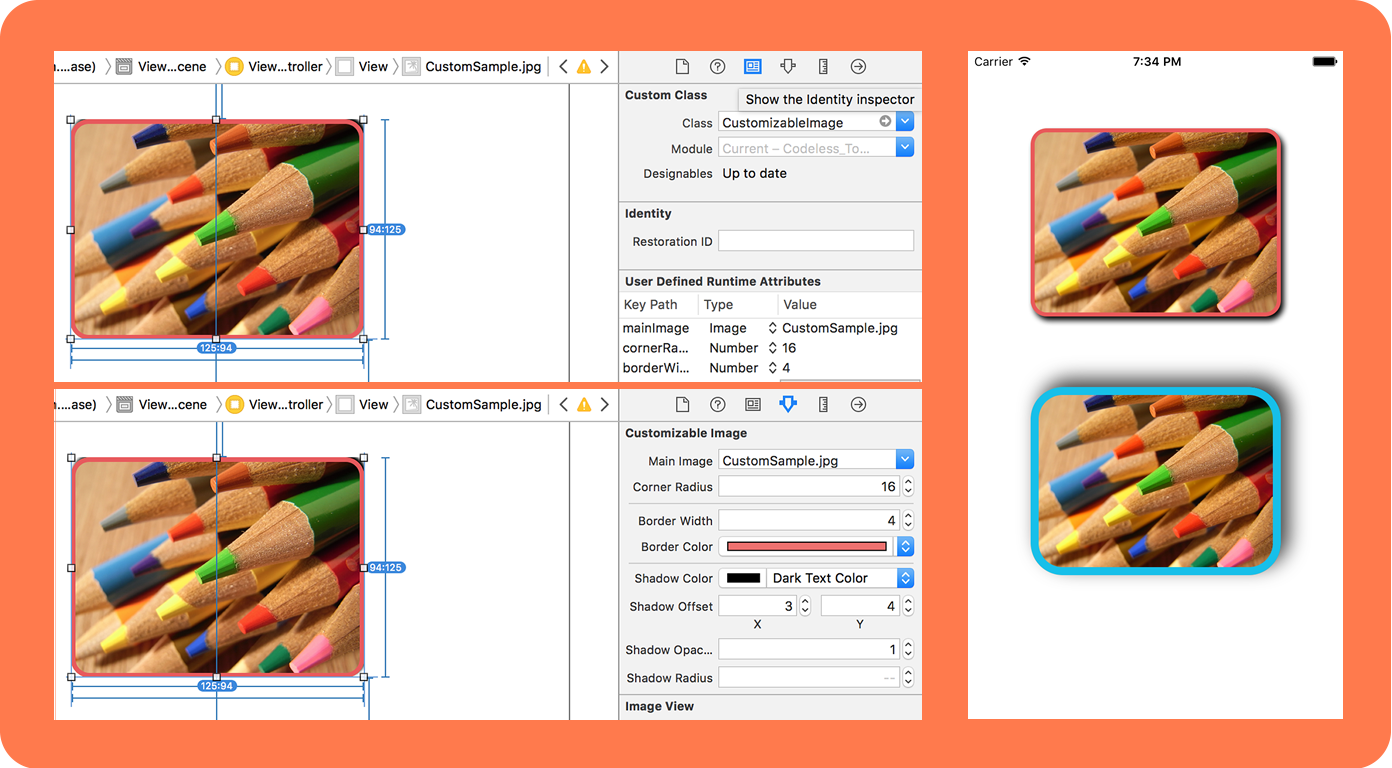 n....ase) View...cene View...troller View CustomSample.jpg
Custom Class
Show the Identity inspector
Class CustomizableImage
Module Current – Codeless_To...
Designables Up to date
Identity
Restoration ID
User Defined Runtime Attributes
Key Path Type Value
mainImage Image CustomSample.jpg
cornerRa... Number 16
borderWi... Number 4
94:125
125:94
n....ase) View...cene View...troller View CustomSample.jpg
Customizable Image
Main Image CustomSample.jpg
Corner Radius 16
Border Width 4
Border Color
Shadow Color Dark Text Color
Shadow Offset 3 4
X Y
Shadow Opac... 1
Shadow Radius --
Image View
94:125
125:94
Carrier 7:34 PM